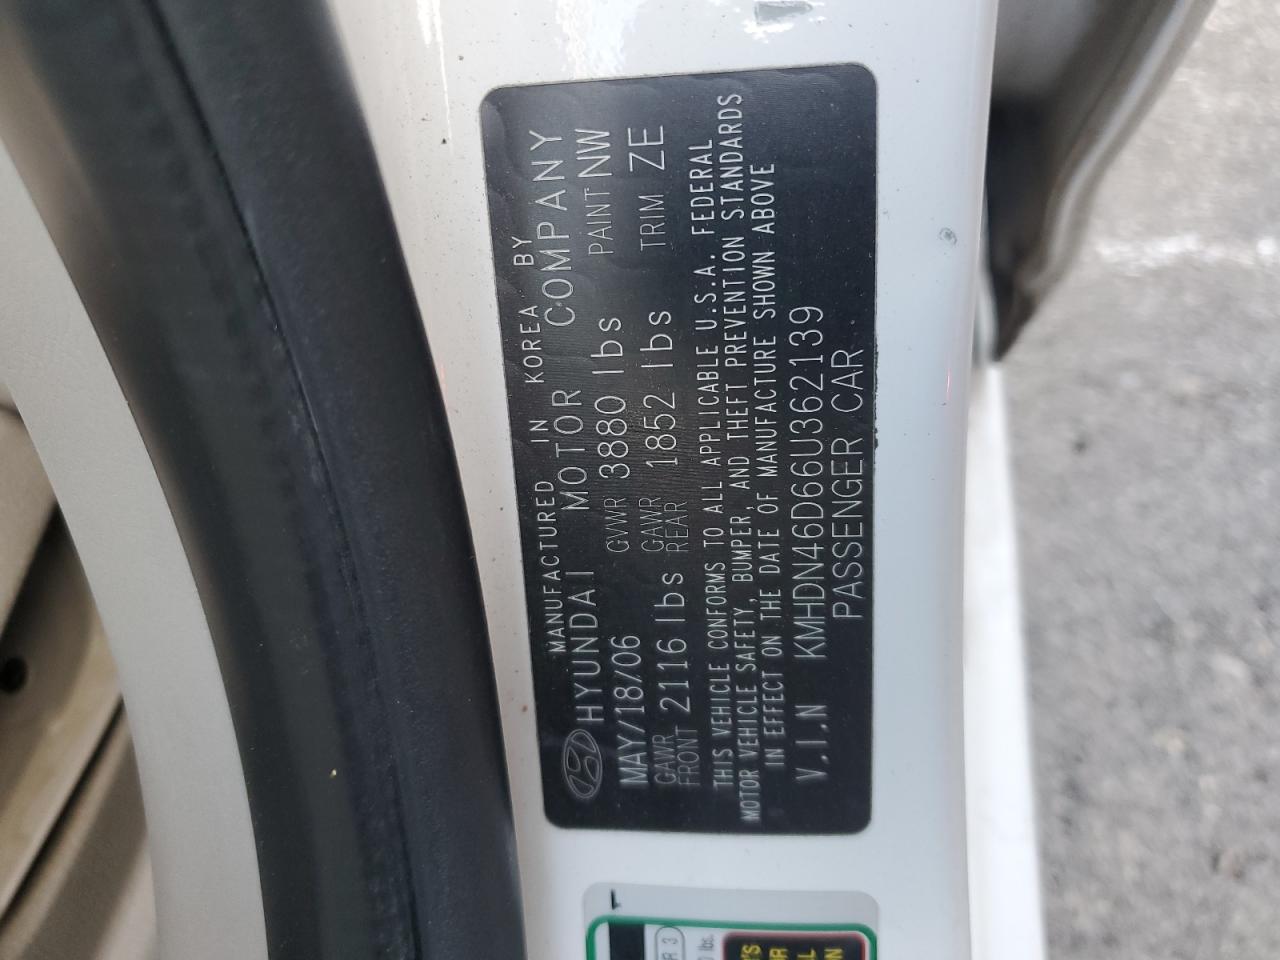 MANUFACTURED IN KOREA BY
HYUNDAI MOTOR COMPANY
MAY/18/06 GVWR 3880 lbs PAINT NW
GAWR FRONT 2116 lbs GAWR REAR 1852 lbs TRIM ZE
THIS VEHICLE CONFORMS TO ALL APPLICABLE U.S.A. FEDERAL
MOTOR VEHICLE SAFETY, BUMPER, AND THEFT PREVENTION STANDARDS
IN EFFECT ON THE DATE OF MANUFACTURE SHOWN ABOVE
V.I.N KMHDN46D66U362139
PASSENGER CAR